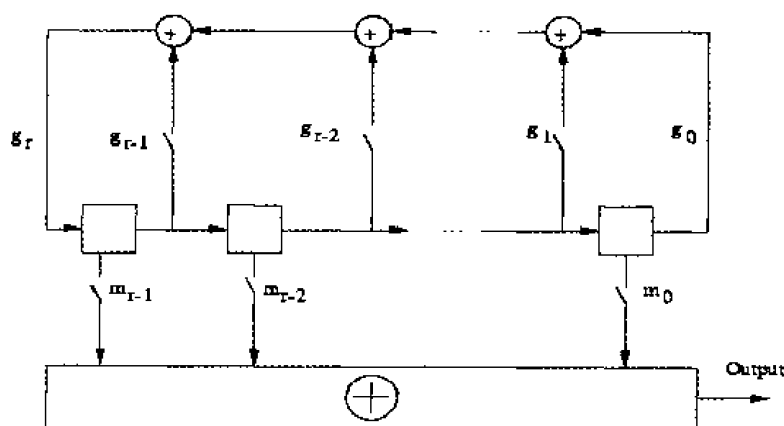 + + ... +
g_r g_{r-1} g_{r-2} g_1 g_0
...
m_{r-1} m_{r-2} m_0
Output
+